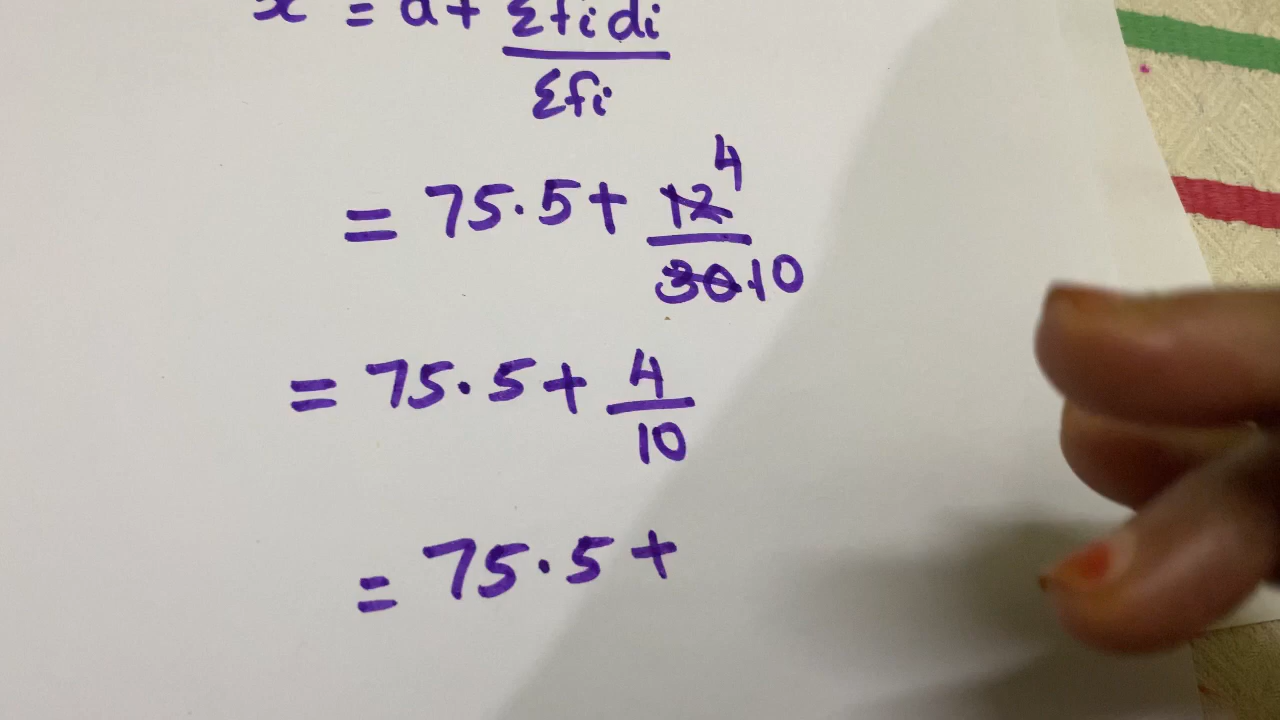 x = a + Σfidi
Σfi
= 75.5 + 12 4
30 10
= 75.5 + 4
10
= 75.5 +